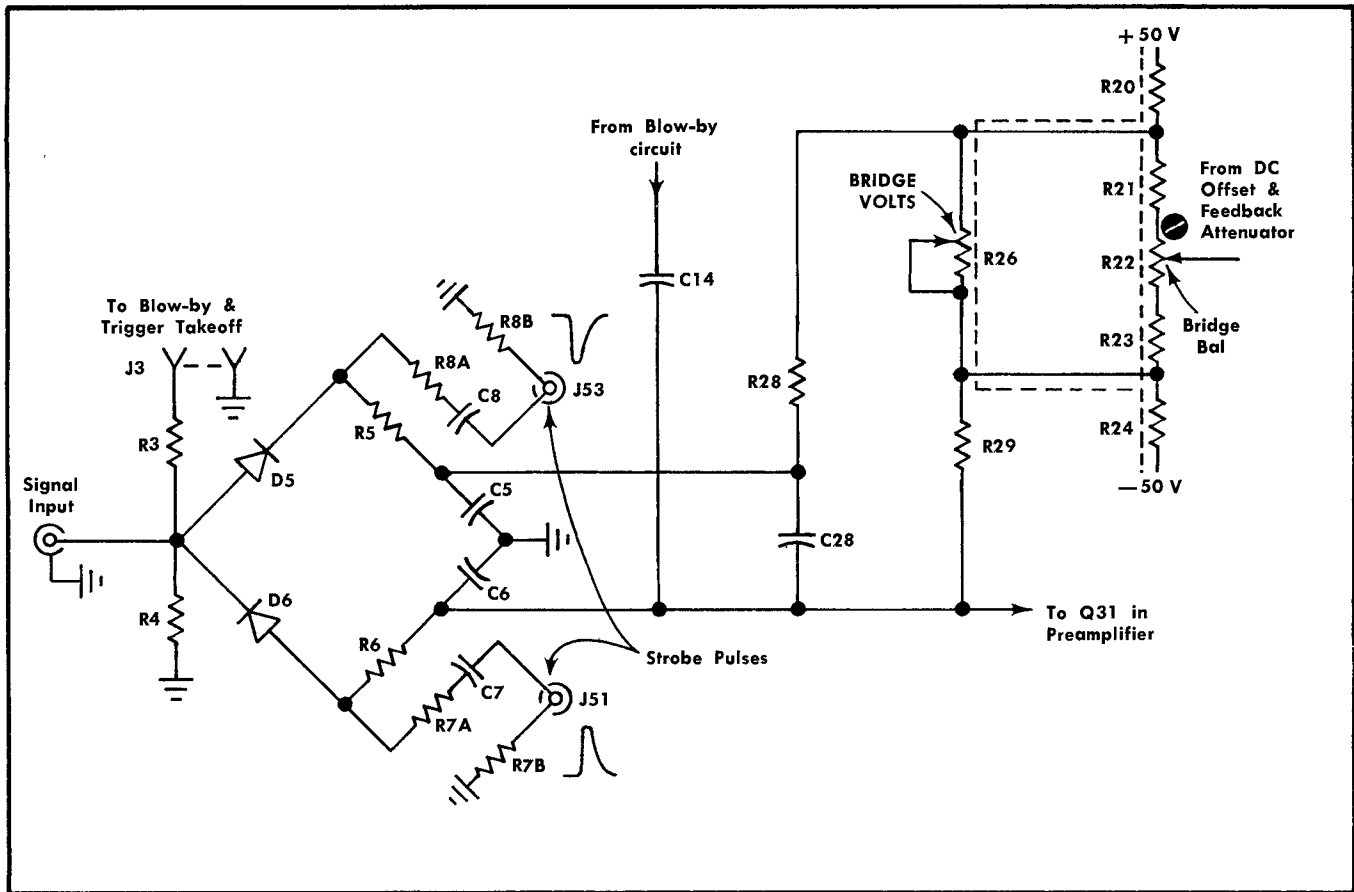 + 50 V
R20
From Blow-by
circuit
BRIDGE
VOLTS
R21
From DC
Offset &
Feedback
Attenuator
R26
R22
C14
To Blow-by &
Trigger Takeoff
J3
R8B
R8A
C8
J53
R23
Bridge
Bal
R28
R3
R5
R29
R24
— 50 V
D5
Signal
Input
C5
C28
C6
D6
R4
R6
To Q31 in
Preamplifier
Strobe Pulses
C7
J51
R7A
R7B